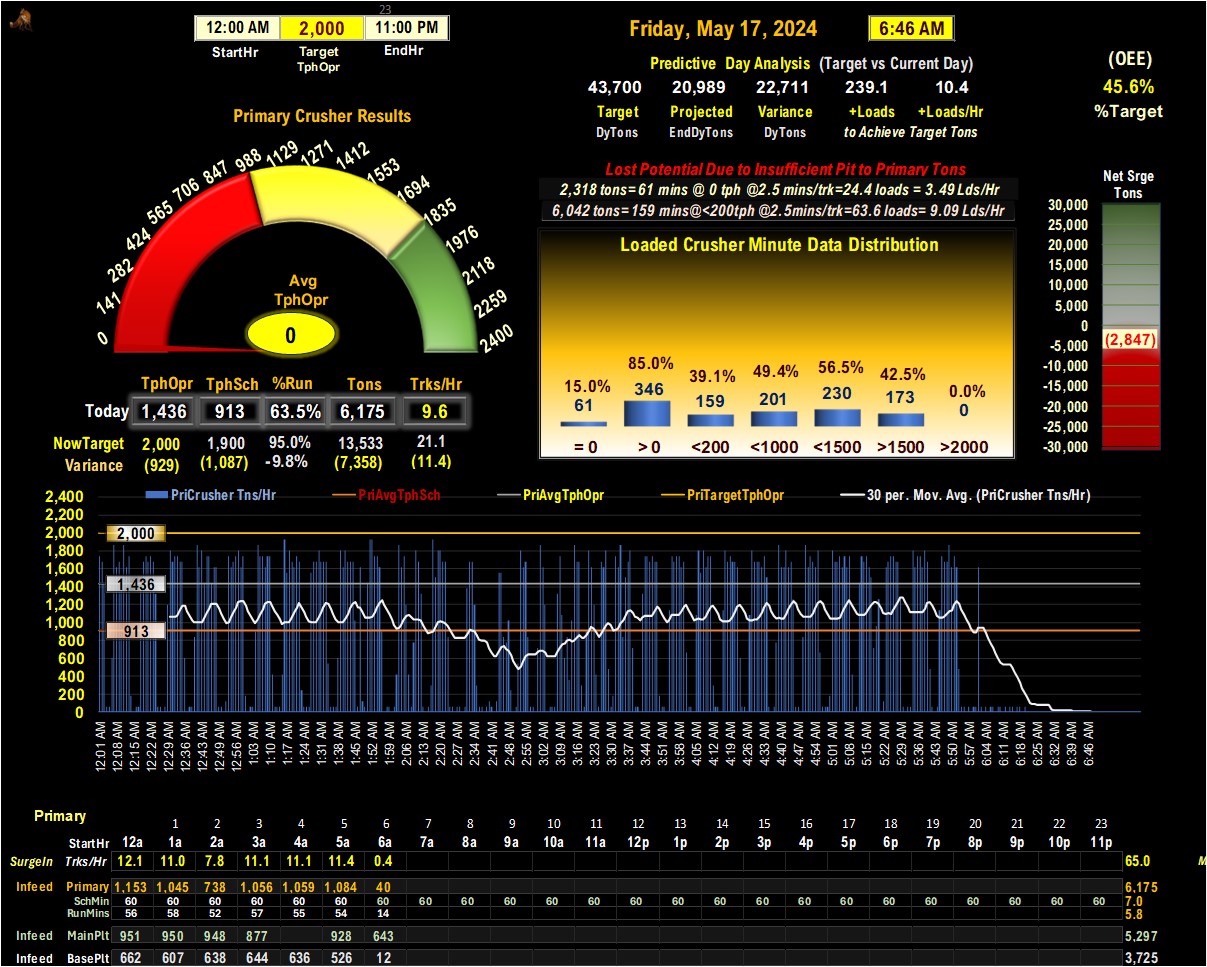 23
12:00 AM 2,000 11:00 PM
StartHr Target TphOpr EndHr
Friday, May 17, 2024 6:46 AM
Predictive Day Analysis (Target vs Current Day)
43,700 20,989 22,711 239.1 10.4
Target Projected Variance +Loads +Loads/Hr
DyTons EndDyTons DyTons to Achieve Target Tons
(OEE)
45.6%
%Target
Primary Crusher Results
0 141 282 424 565 706 847 988 1129 1271 1412 1553 1694 1835 1976 2118 2259 2400
Avg
TphOpr
0
Lost Potential Due to Insufficient Pit to Primary Tons
2,318 tons=61 mins @ 0 tph @2.5 mins/trk=24.4 loads = 3.49 Lds/Hr
6,042 tons=159 mins@<200tph @2.5mins/trk=63.6 loads= 9.09 Lds/Hr
Loaded Crusher Minute Data Distribution
15.0% 85.0% 39.1% 49.4% 56.5% 42.5% 0.0%
61 346 159 201 230 173 0
= 0 > 0 <200 <1000 <1500 >1500 >2000
Net Srge
Tons
30,000
25,000
20,000
15,000
10,000
5,000
0
(2,847)
-5,000
-10,000
-15,000
-20,000
-25,000
-30,000
TphOpr TphSch %Run Tons Trks/Hr
Today 1,436 913 63.5% 6,175 9.6
NowTarget 2,000 1,900 95.0% 13,533 21.1
Variance (929) (1,087) -9.8% (7,358) (11.4)
PriCrusher Tns/Hr PriAvgTphSch PriAvgTphOpr PriTargetTphOpr 30 per. Mov. Avg. (PriCrusher Tns/Hr)
2,400
2,200
2,000
1,800
1,600
1,400
1,200
1,000
800
600
400
200
0
2,000
1,436
913
12:01 AM 12:08 AM 12:15 AM 12:22 AM 12:29 AM 12:36 AM 12:43 AM 12:49 AM 12:56 AM 1:03 AM 1:10 AM 1:17 AM 1:24 AM 1:31 AM 1:38 AM 1:45 AM 1:52 AM 1:59 AM 2:06 AM 2:13 AM 2:20 AM 2:27 AM 2:34 AM 2:41 AM 2:48 AM 2:55 AM 3:02 AM 3:09 AM 3:16 AM 3:23 AM 3:30 AM 3:37 AM 3:44 AM 3:51 AM 3:58 AM 4:05 AM 4:12 AM 4:19 AM 4:26 AM 4:33 AM 4:40 AM 4:47 AM 4:54 AM 5:01 AM 5:08 AM 5:15 AM 5:22 AM 5:29 AM 5:36 AM 5:43 AM 5:50 AM 5:57 AM 6:04 AM 6:11 AM 6:18 AM 6:25 AM 6:32 AM 6:39 AM 6:46 AM
Primary
1 2 3 4 5 6 7 8 9 10 11 12 13 14 15 16 17 18 19 20 21 22 23
StartHr 12a 1a 2a 3a 4a 5a 6a 7a 8a 9a 10a 11a 12p 1p 2p 3p 4p 5p 6p 7p 8p 9p 10p 11p
SurgeIn Trks/Hr 12.1 11.0 7.8 11.1 11.1 11.4 0.4 65.0 M
Infeed Primary 1,153 1,045 738 1,056 1,059 1,084 40 6,175
SchMin 60 60 60 60 60 60 60 60 60 60 60 60 60 60 60 60 60 60 60 60 60 60 60 60 7.0
RunMins 56 58 52 57 55 54 14 5.8
Infeed MainPlt 951 950 948 877 928 643 5,297
Infeed BasePlt 662 607 638 644 636 526 12 3,725